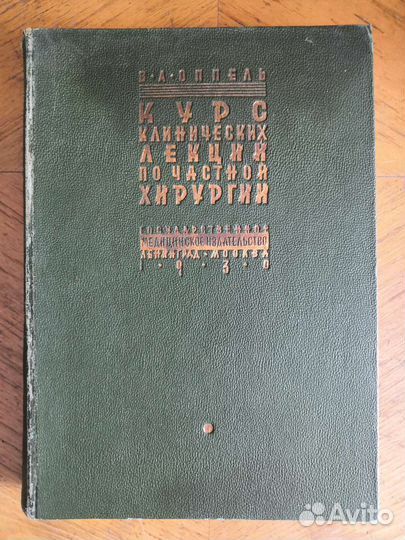 В·А·ОППЕЛЬ
КУРС
КЛИНИЧЕСКИХ
ЛЕКЦИЙ
ПО ЧАСТНОЙ
ХИРУРГИИ
ГОСУДАРСТВЕННОЕ
МЕДИЦИНСКОЕ ИЗДАТЕЛЬСТВО
ЛЕНИНГРАД·МОСКВА
1·9·3·0
Avito